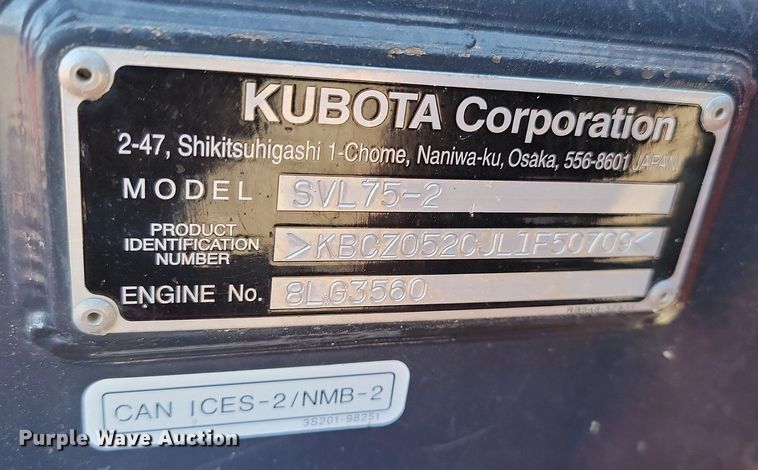 KUBOTA Corporation
2-47, Shikitsuhigashi 1-Chome, Naniwa-ku, Osaka, 556-8601 JAPAN
MODEL SVL75-2
PRODUCT
IDENTIFICATION
NUMBER
>KBCZ052CJL1F50709<
ENGINE No. 8LG3560
CAN ICES-2/NMB-2
3S201-98251
Purple Wave Auction